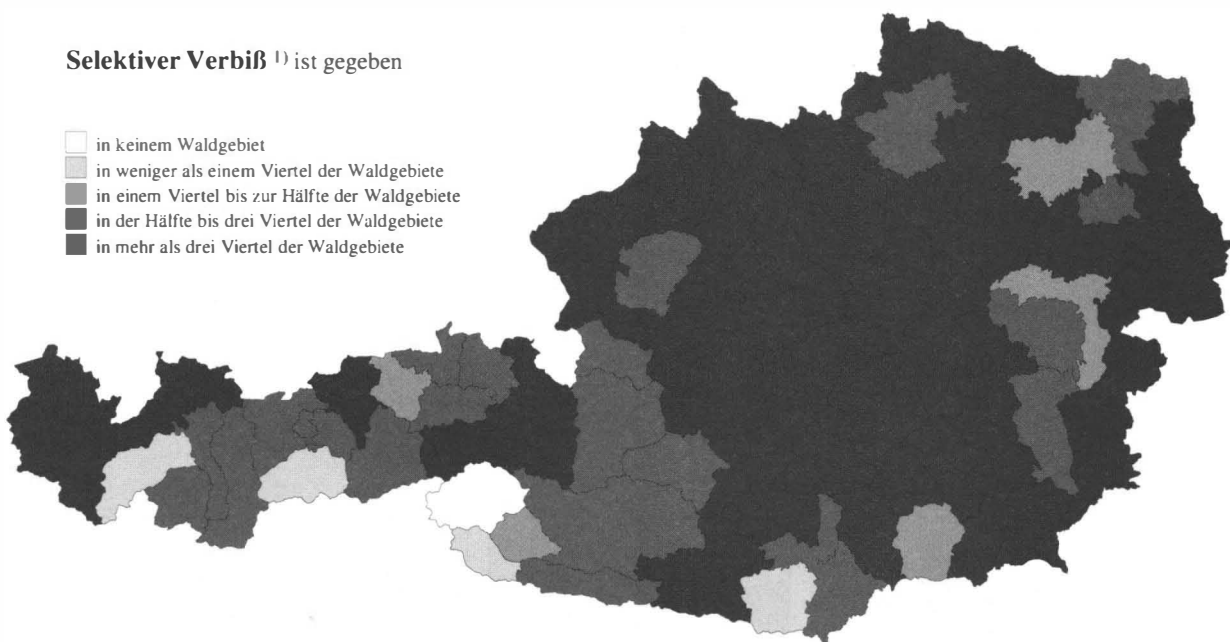 Selektiver Verbiß 1) ist gegeben
in keinem Waldgebiet
in weniger als einem Viertel der Waldgebiete
in einem Viertel bis zur Hälfte der Waldgebiete
in der Hälfte bis drei Viertel der Waldgebiete
in mehr als drei Viertel der Waldgebiete